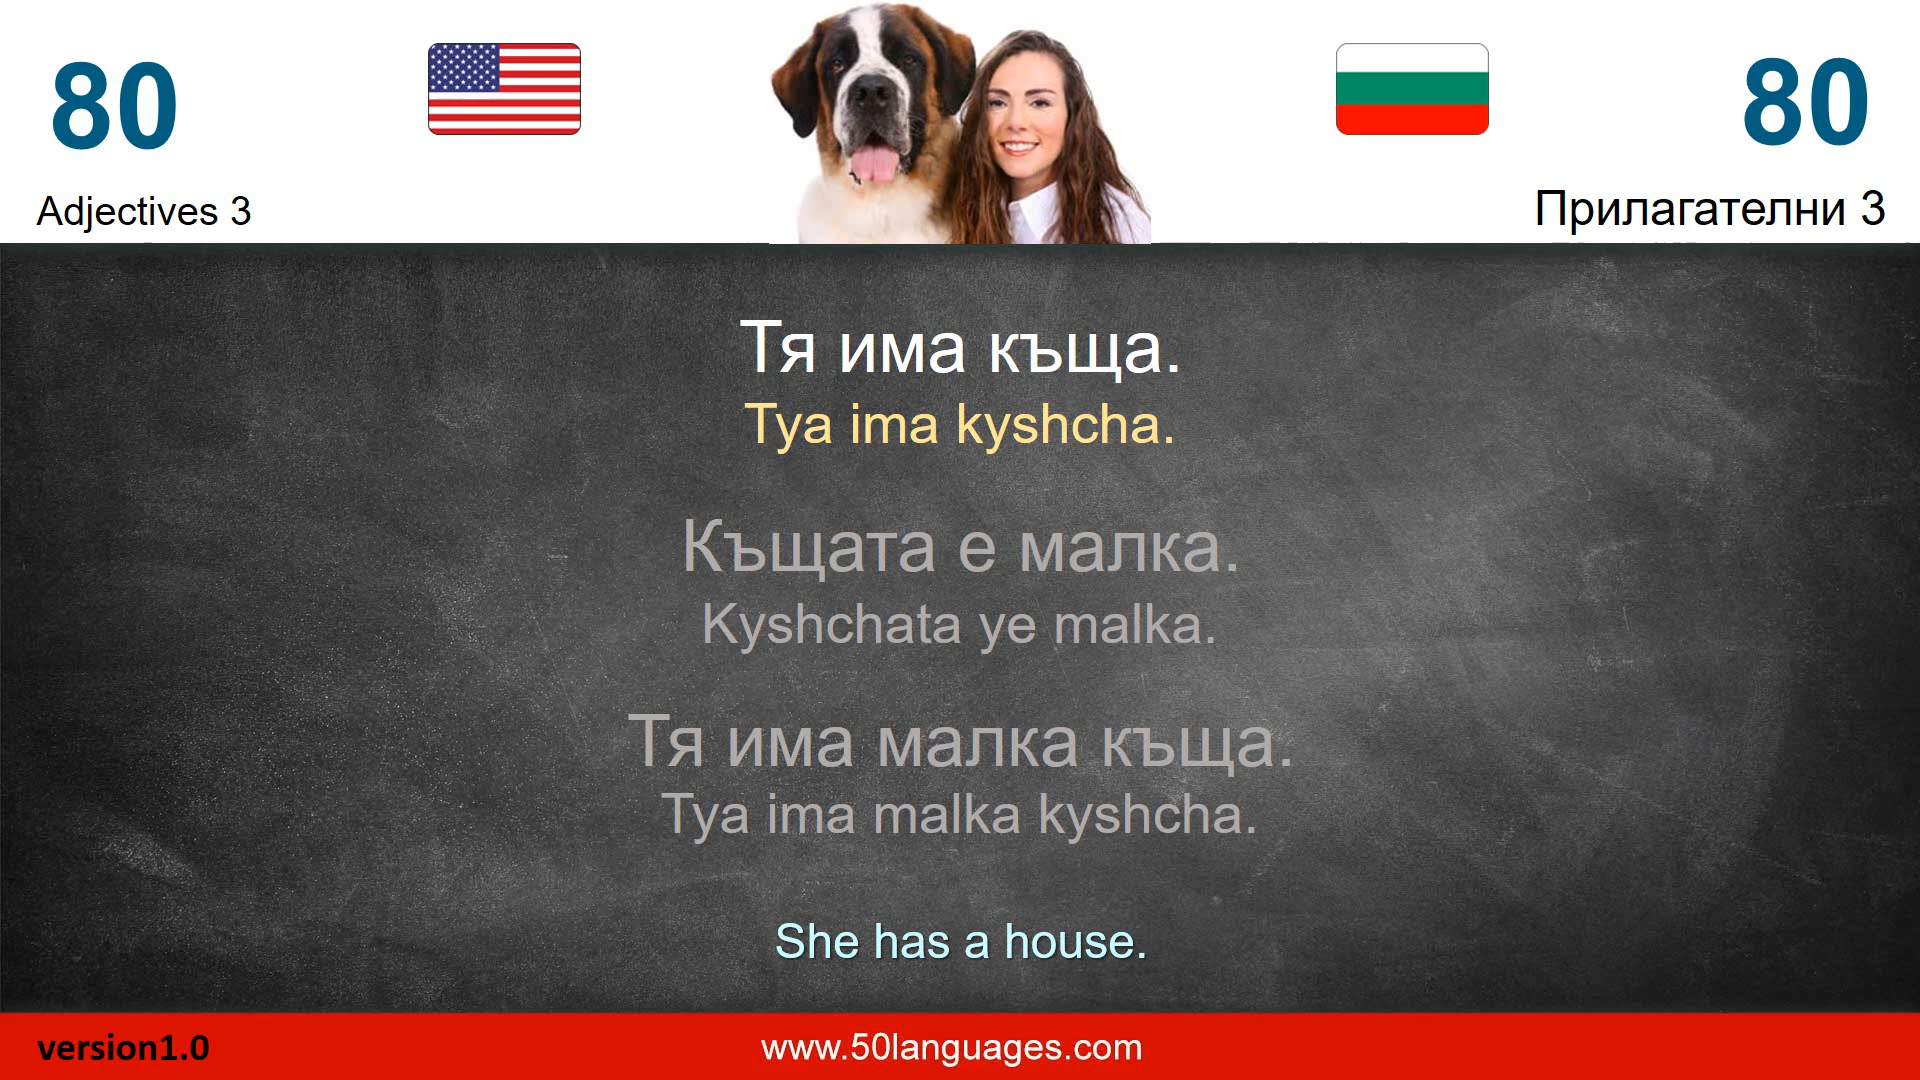 80
80
Adjectives 3
Прилагателни 3
Тя има къща.
Tya ima kyshcha.
Къщата е малка.
Kyshchata ye malka.
Тя има малка къща.
Tya ima malka kyshcha.
She has a house.
version1.0
www.50languages.com